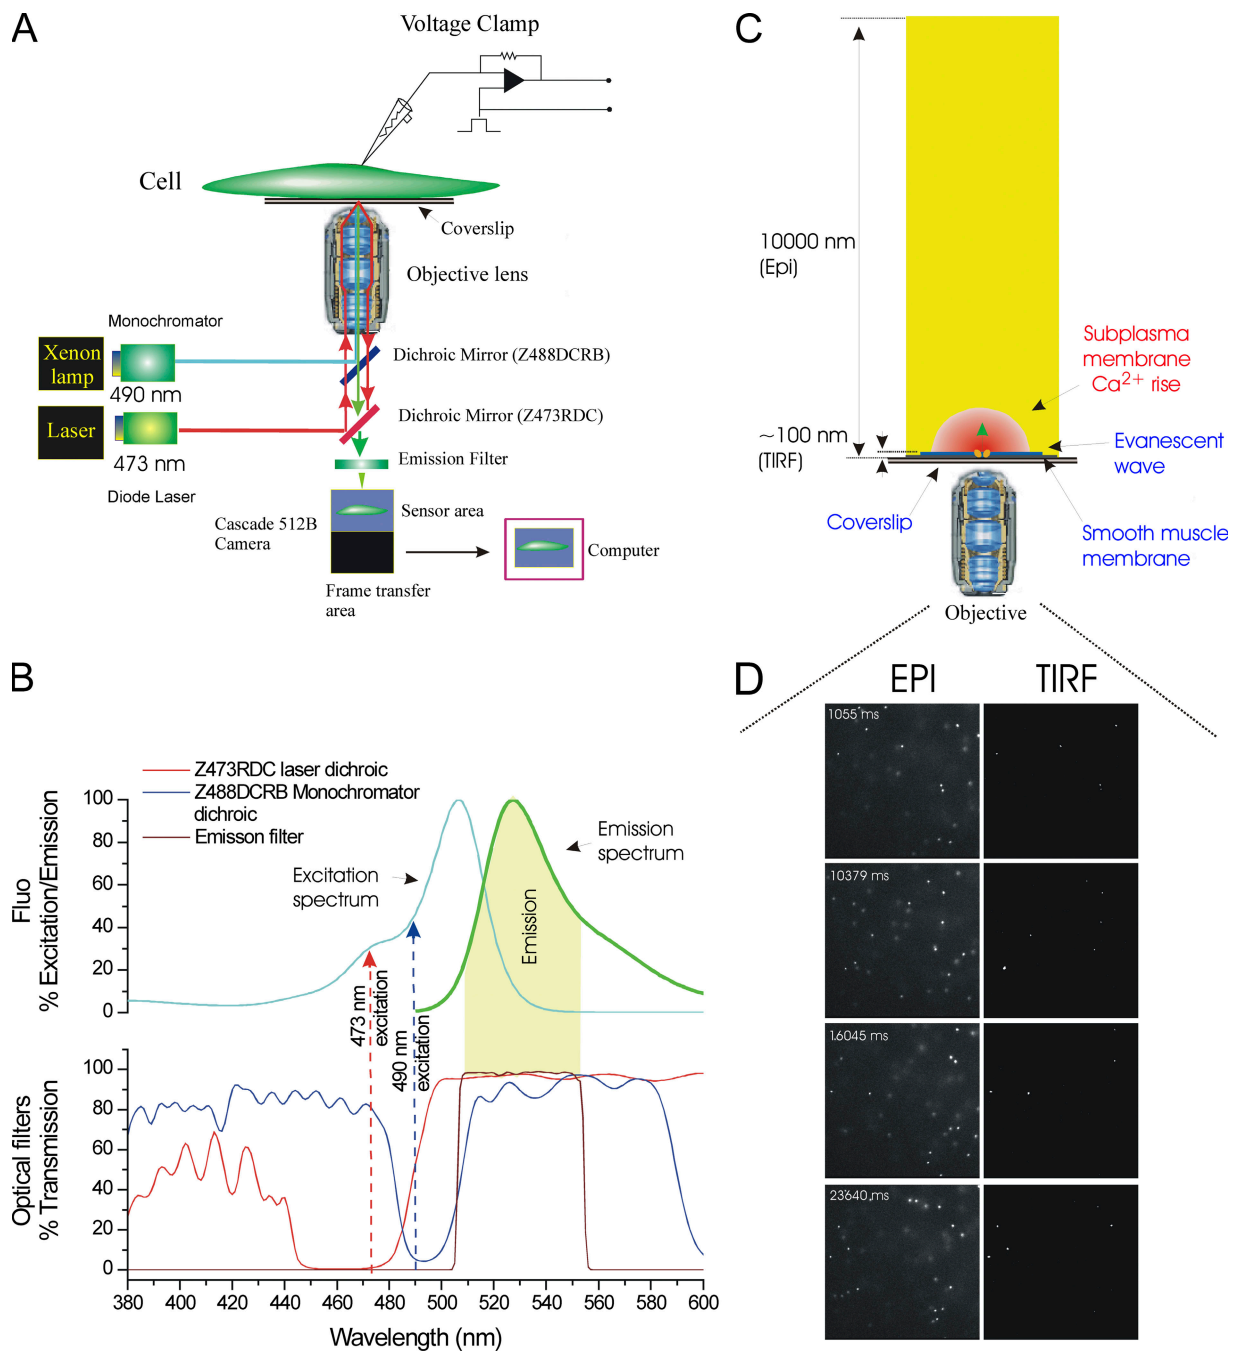 A
Voltage Clamp
Cell
Coverslip
Objective lens
Monochromator
Xenon
lamp
490 nm
Dichroic Mirror (Z488DCRB)
Laser
473 nm
Diode Laser
Dichroic Mirror (Z473RDC)
Emission Filter
Sensor area
Cascade 512B
Camera
Computer
Frame transfer
area
B
Z473RDC laser dichroic
Z488DCRB Monochromator
dichroic
Emisson filter
Fluo
% Excitation/Emission
100
80
60
40
20
0
Excitation
spectrum
Emission
spectrum
Emission
473 nm
excitation
490 nm
excitation
Optical filters
% Transmission
100
80
60
40
20
0
380 400 420 440 460 480 500 520 540 560 580 600
Wavelength (nm)
C
10000 nm
(Epi)
~100 nm
(TIRF)
Subplasma
membrane
Ca2+ rise
Evanescent
wave
Coverslip
Smooth muscle
membrane
Objective
D
EPI TIRF
1055 ms
10379 ms
16045 ms
23640 ms